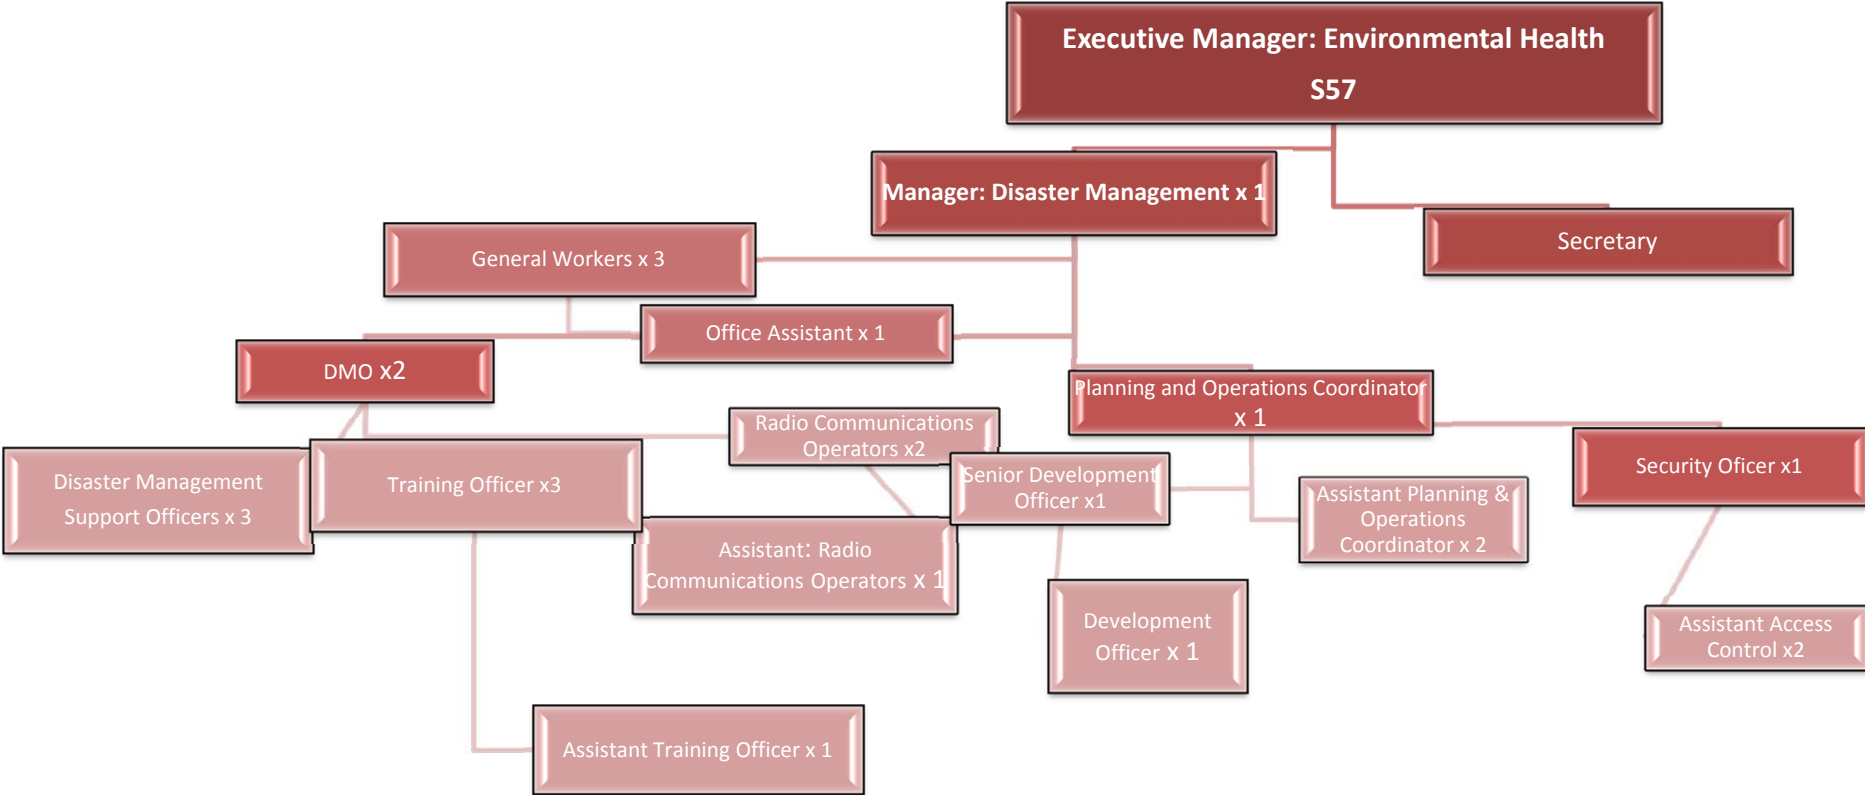 Executive Manager: Environmental Health
S57
Manager: Disaster Management x 1
Secretary
General Workers x 3
Office Assistant x 1
DMO x2
Planning and Operations Coordinator
x 1
Radio Communications
Operators x2
Security Oficer x1
Disaster Management
Support Officers x 3
Training Officer x3
Senior Development
Officer x1
Assistant Planning &
Operations
Coordinator x 2
Assistant: Radio
Communications Operators x 1
Development
Officer x 1
Assistant Access
Control x2
Assistant Training Officer x 1